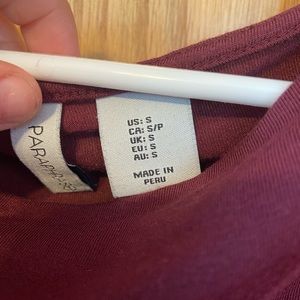 US: S
CA: S/P
UK: S
EU: S
AU: S
MADE IN
PERU